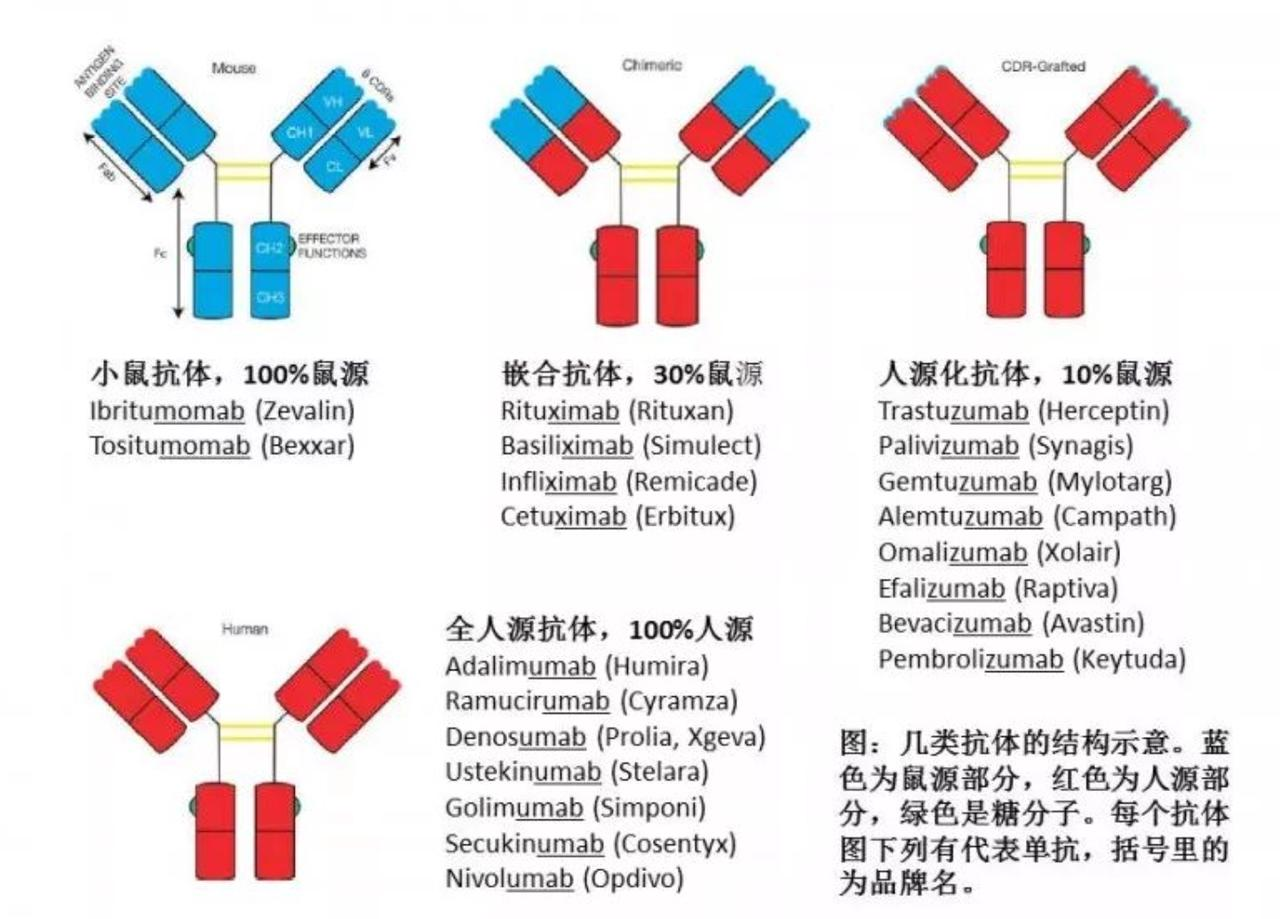 Mouse
ANTIGEN
BINDING
SITE
6 CDRs
VH
CH1
VL
CL
Fv
Fab
Fc
CH2
CH3
EFFECTOR
FUNCTIONS
Chimeric
CDR-Grafted
小鼠抗体，100%鼠源
Ibritumomab (Zevalin)
Tositumomab (Bexxar)
嵌合抗体，30%鼠源
Rituximab (Rituxan)
Basiliximab (Simulect)
Infliximab (Remicade)
Cetuximab (Erbitux)
人源化抗体，10%鼠源
Trastuzumab (Herceptin)
Palivizumab (Synagis)
Gemtuzumab (Mylotarg)
Alemtuzumab (Campath)
Omalizumab (Xolair)
Efalizumab (Raptiva)
Bevacizumab (Avastin)
Pembrolizumab (Keytuda)
Human
全人源抗体，100%人源
Adalimumab (Humira)
Ramucirumab (Cyramza)
Denosumab (Prolia, Xgeva)
Ustekinumab (Stelara)
Golimumab (Simponi)
Secukinumab (Cosentyx)
Nivolumab (Opdivo)
图：几类抗体的结构示意。蓝
色为鼠源部分，红色为人源部
分，绿色是糖分子。每个抗体
图下列有代表单抗，括号里的
为品牌名。